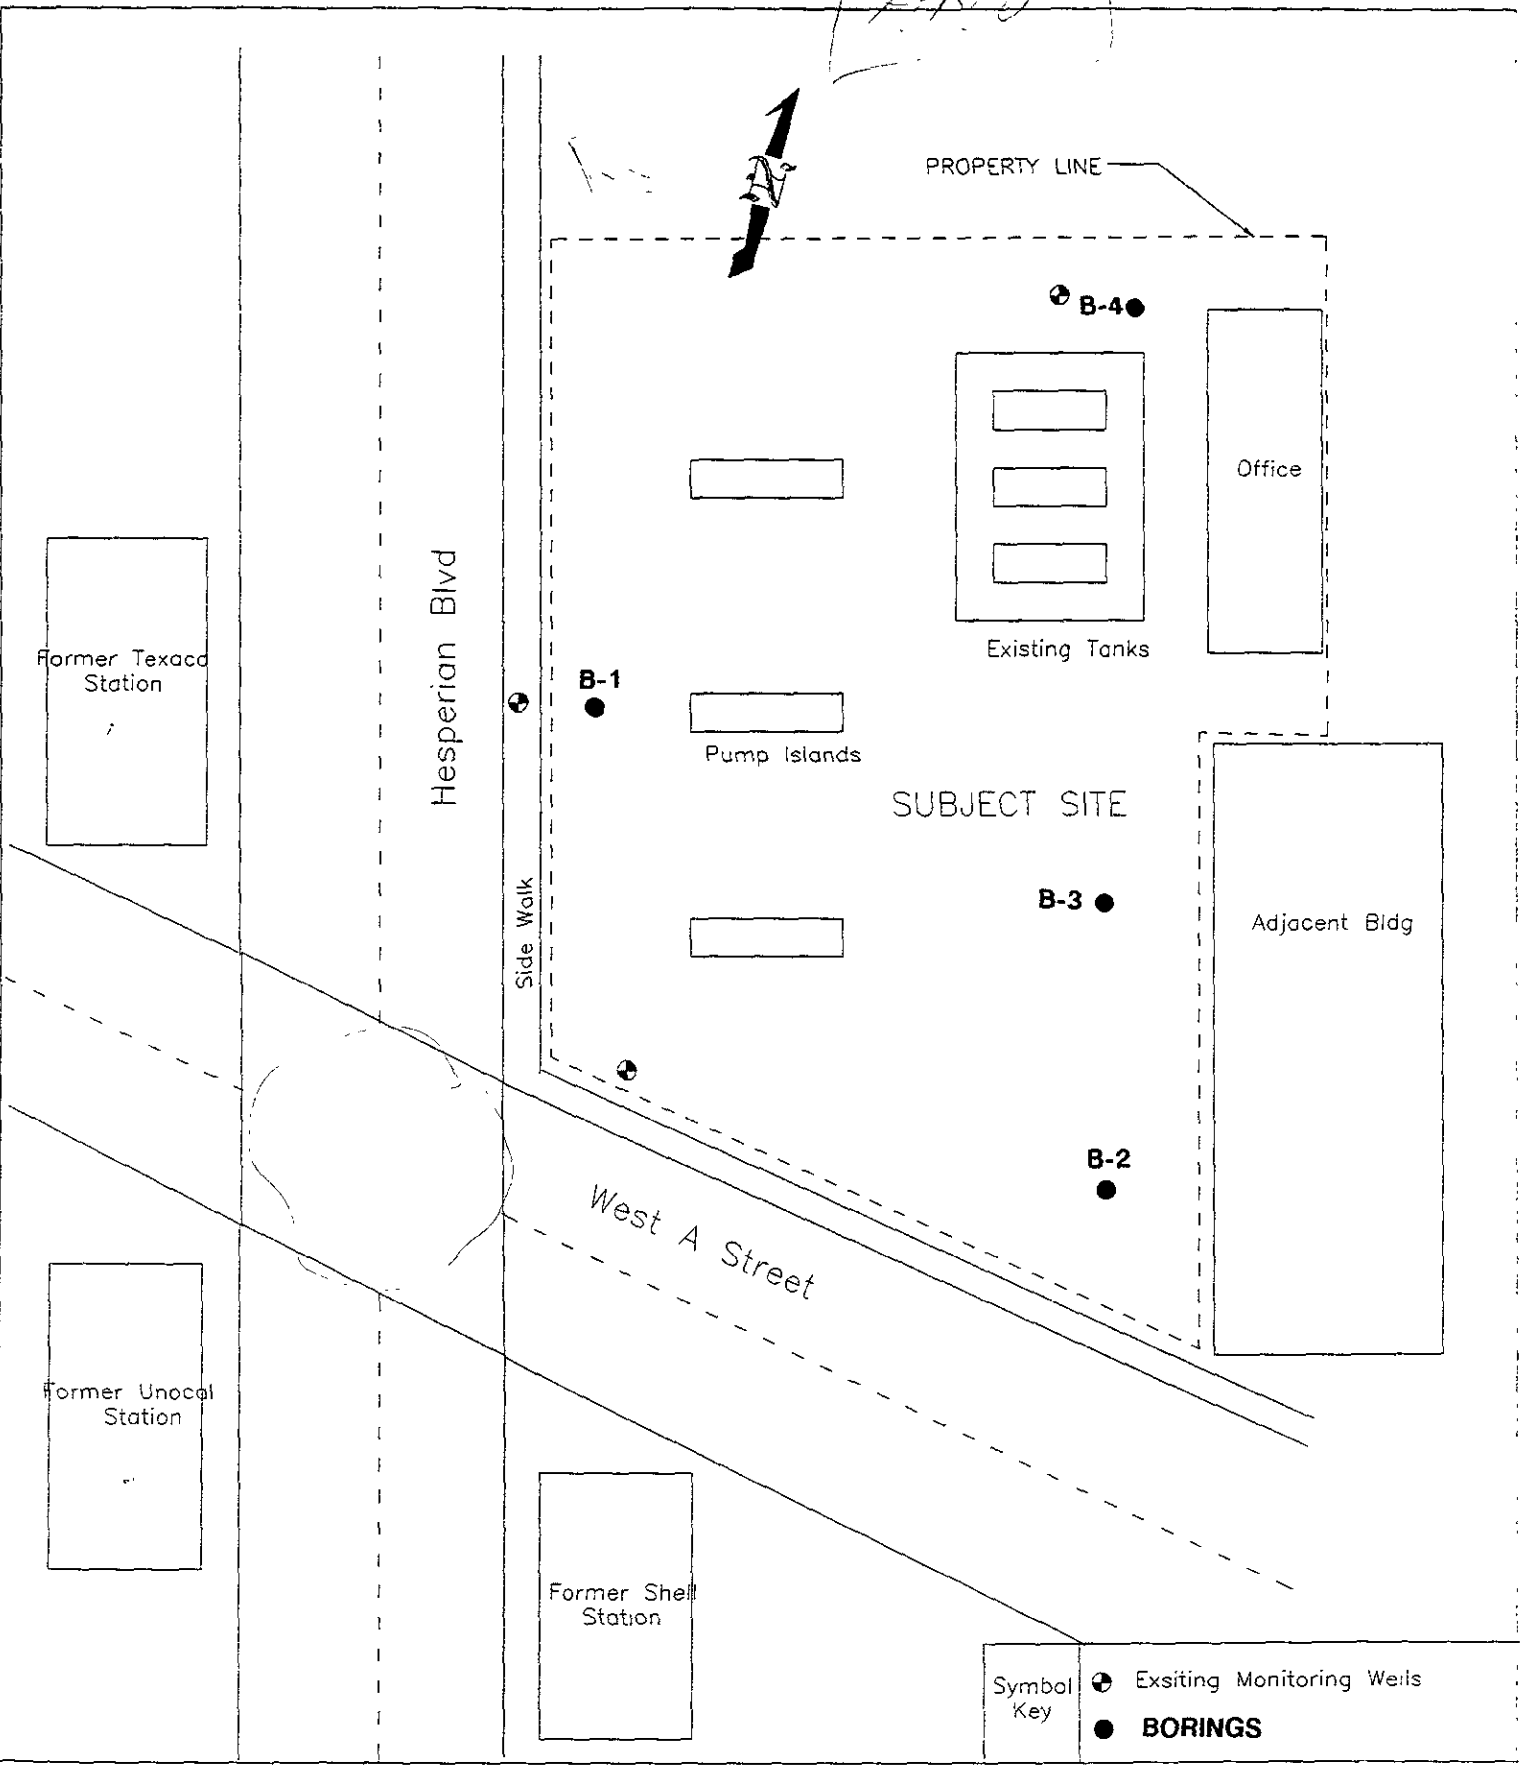 N
PROPERTY LINE
B-4
Office
Existing Tanks
Former Texaco
Station
Hesperian Blvd
B-1
Pump Islands
SUBJECT SITE
Side Walk
B-3
Adjacent Bldg
B-2
West A Street
Former Unocal
Station
Former Shell
Station
Symbol
Key
Exsiting Monitoring Wells
BORINGS